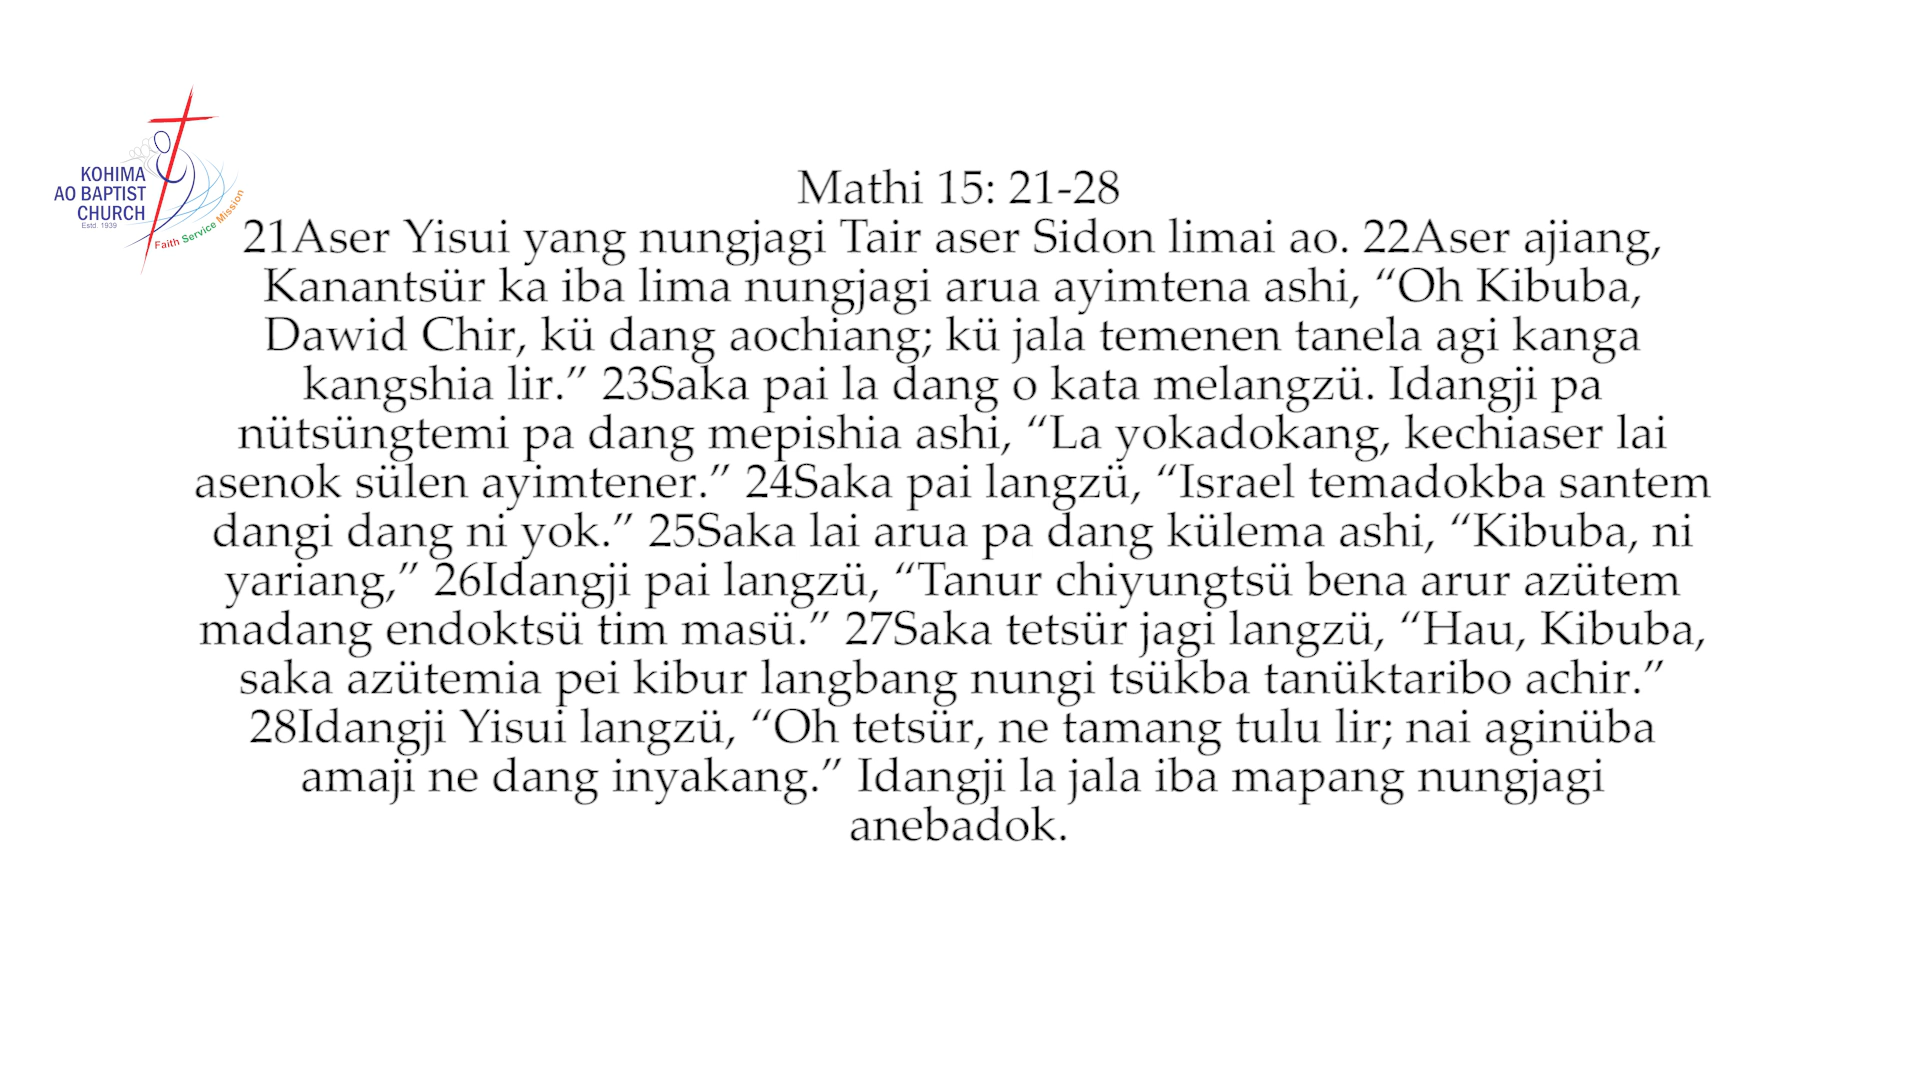 KOHIMA
AO BAPTIST
CHURCH
Estd. 1939
Faith Service Mission
Mathi 15: 21-28
21Aser Yisui yang nungjagi Tair aser Sidon limai ao. 22Aser ajiang,
Kanantsür ka iba lima nungjagi arua ayimtena ashi, “Oh Kibuba,
Dawid Chir, kü dang aochiang; kü jala temenen tanela agi kanga
kangshia lir.” 23Saka pai la dang o kata melangzü. Idangji pa
nütsüngtemi pa dang mepishia ashi, “La yokadokang, kechiaser lai
asenok sülen ayimtener.” 24Saka pai langzü, “Israel temadokba santem
dangi dang ni yok.” 25Saka lai arua pa dang külema ashi, “Kibuba, ni
yariang,” 26Idangji pai langzü, “Tanur chiyungtsü bena arur azütem
madang endoktsü tim masü.” 27Saka tetsür jagi langzü, “Hau, Kibuba,
saka azütemia pei kibur langbang nungi tsükba tanüktaribo achir.”
28Idangji Yisui langzü, “Oh tetsür, ne tamang tulu lir; nai aginüba
amaji ne dang inyakang.” Idangji la jala iba mapang nungjagi
anebadok.